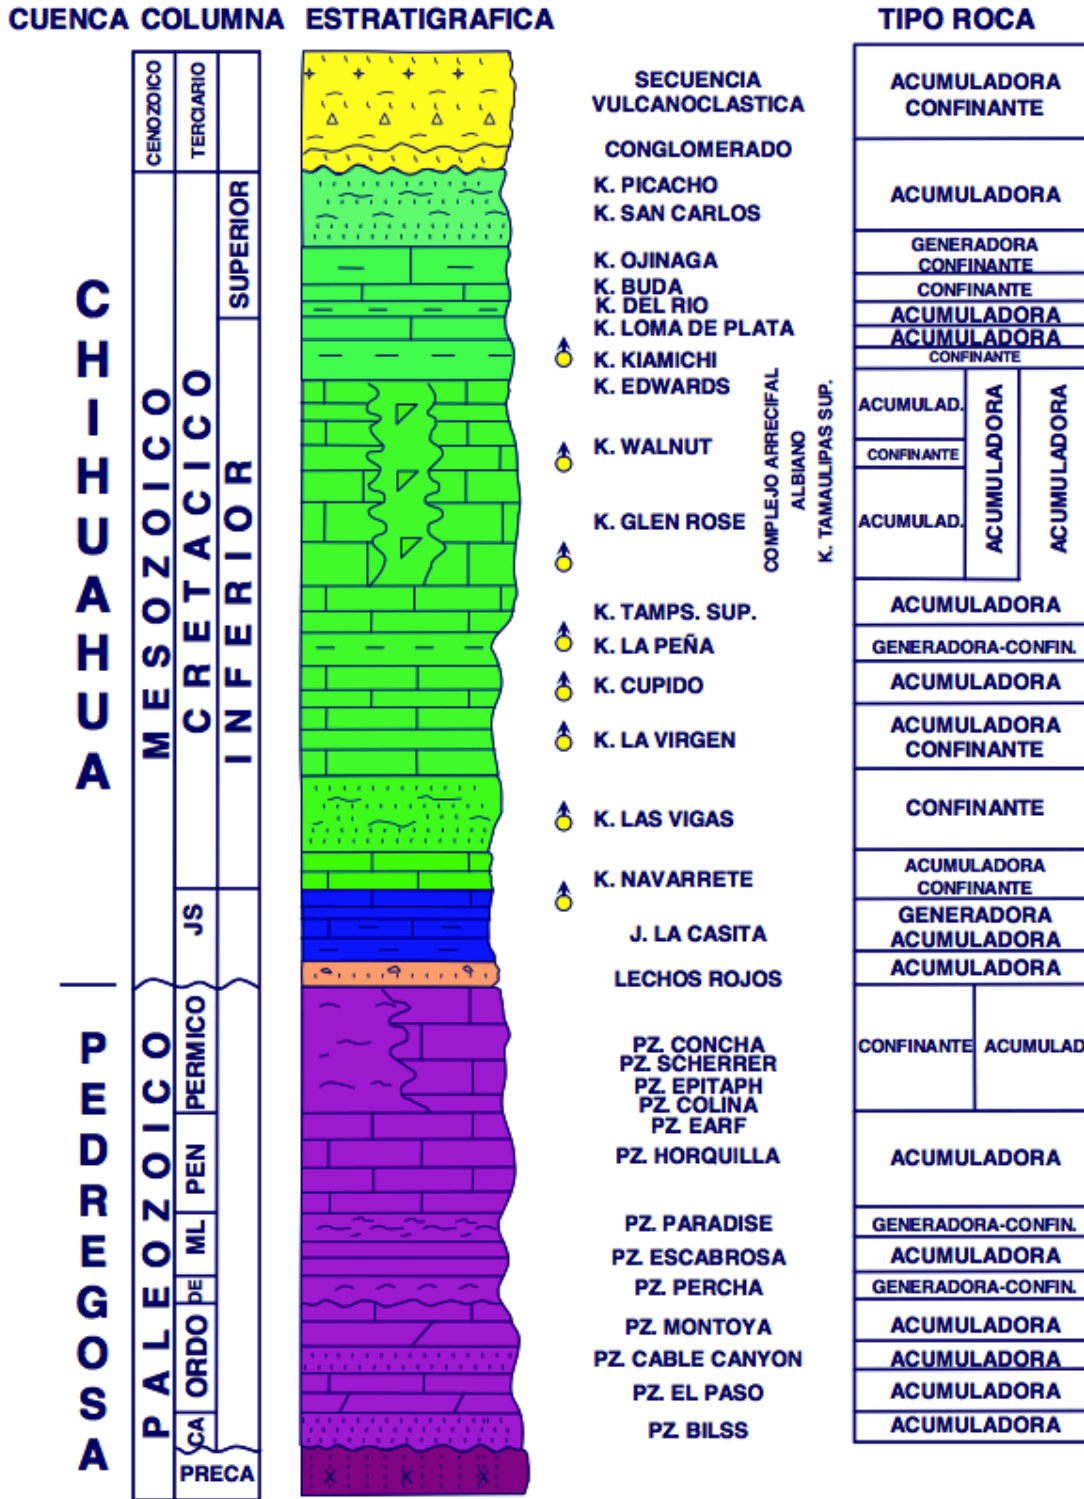 CUENCA COLUMNA ESTRATIGRAFICA TIPO ROCA
CHIHUAHUA
PEDREGOSA
CENOZOICO
MESOZOICO
PALEOZOICO
TERCIARIO
CRETACICO
JS
PERMICO
PEN
ML
DE
ORDO
CA
PRECA
SUPERIOR
INFERIOR
SECUENCIA
VULCANOCLASTICA
CONGLOMERADO
K. PICACHO
K. SAN CARLOS
K. OJINAGA
K. BUDA
K. DEL RIO
K. LOMA DE PLATA
K. KIAMICHI
K. EDWARDS
K. WALNUT
K. GLEN ROSE
COMPLEJO ARRECIFAL
ALBIANO
K. TAMAULIPAS SUP.
K. TAMPS. SUP.
K. LA PEÑA
K. CUPIDO
K. LA VIRGEN
K. LAS VIGAS
K. NAVARRETE
J. LA CASITA
LECHOS ROJOS
PZ. CONCHA
PZ. SCHERRER
PZ. EPITAPH
PZ. COLINA
PZ. EARF
PZ. HORQUILLA
PZ. PARADISE
PZ. ESCABROSA
PZ. PERCHA
PZ. MONTOYA
PZ. CABLE CANYON
PZ. EL PASO
PZ. BILSS
X X X
ACUMULADORA
CONFINANTE
ACUMULADORA
GENERADORA
CONFINANTE
CONFINANTE
ACUMULADORA
ACUMULADORA
CONFINANTE
ACUMULAD.
CONFINANTE
ACUMULAD.
ACUMULADORA
ACUMULADORA
ACUMULADORA
GENERADORA-CONFIN.
ACUMULADORA
ACUMULADORA
CONFINANTE
CONFINANTE
ACUMULADORA
CONFINANTE
GENERADORA
ACUMULADORA
ACUMULADORA
CONFINANTE ACUMULAD
ACUMULADORA
GENERADORA-CONFIN.
ACUMULADORA
GENERADORA-CONFIN.
ACUMULADORA
ACUMULADORA
ACUMULADORA
ACUMULADORA